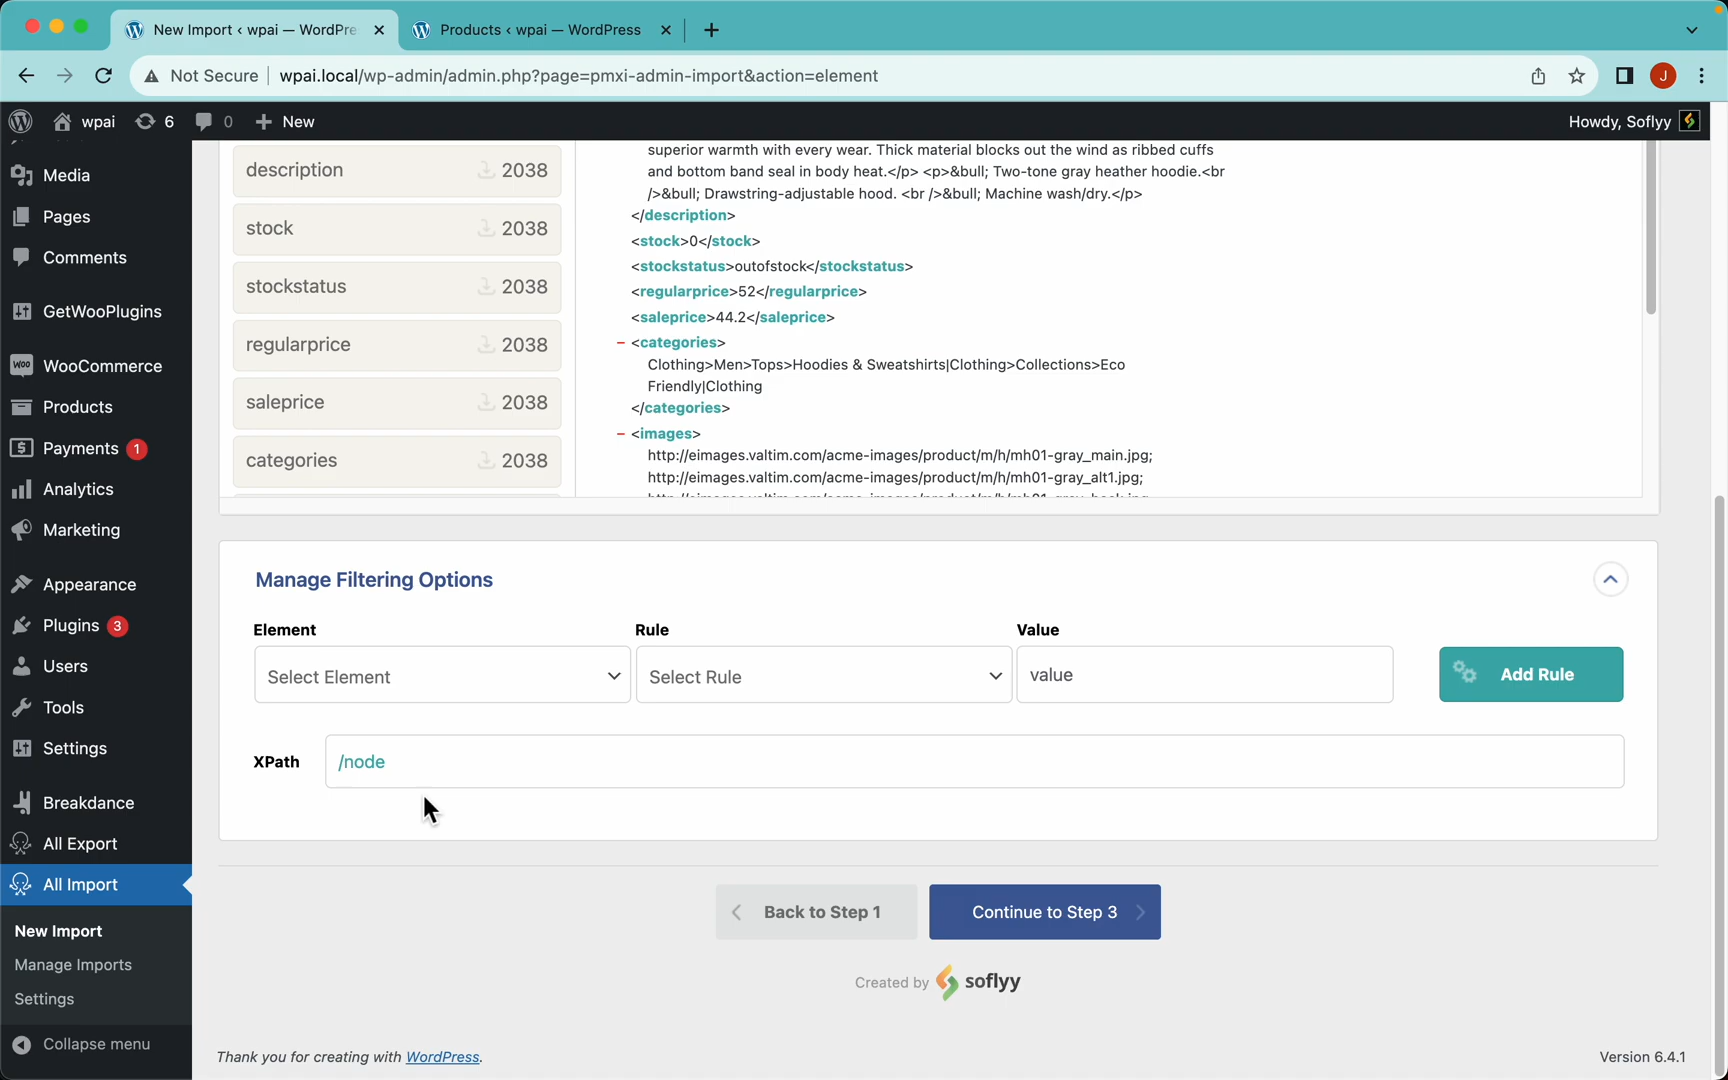 New Import ‹ wpai — WordPre
Products ‹ wpai — WordPress
Not Secure
wpai.local/wp-admin/admin.php?page=pmxi-admin-import&action=element
J
wpai
6
0
New
Howdy, Soflyy
Media
Pages
Comments
GetWooPlugins
WooCommerce
Products
Payments 1
Analytics
Marketing
Appearance
Plugins 3
Users
Tools
Settings
Breakdance
All Export
All Import
New Import
Manage Imports
Settings
Collapse menu
description 2038
stock 2038
stockstatus 2038
regularprice 2038
saleprice 2038
categories 2038
superior warmth with every wear. Thick material blocks out the wind as ribbed cuffs
and bottom band seal in body heat.</p> <p>&bull; Two-tone gray heather hoodie.<br
/>&bull; Drawstring-adjustable hood. <br />&bull; Machine wash/dry.</p>
</description>
<stock>0</stock>
<stockstatus>outofstock</stockstatus>
<regularprice>52</regularprice>
<saleprice>44.2</saleprice>
– <categories>
Clothing>Men>Tops>Hoodies & Sweatshirts|Clothing>Collections>Eco
Friendly|Clothing
</categories>
– <images>
http://eimages.valtim.com/acme-images/product/m/h/mh01-gray_main.jpg;
http://eimages.valtim.com/acme-images/product/m/h/mh01-gray_alt1.jpg;
Manage Filtering Options
Element
Rule
Value
Select Element
Select Rule
value
Add Rule
XPath
/node
Back to Step 1
Continue to Step 3
Created by soflyy
Thank you for creating with WordPress.
Version 6.4.1